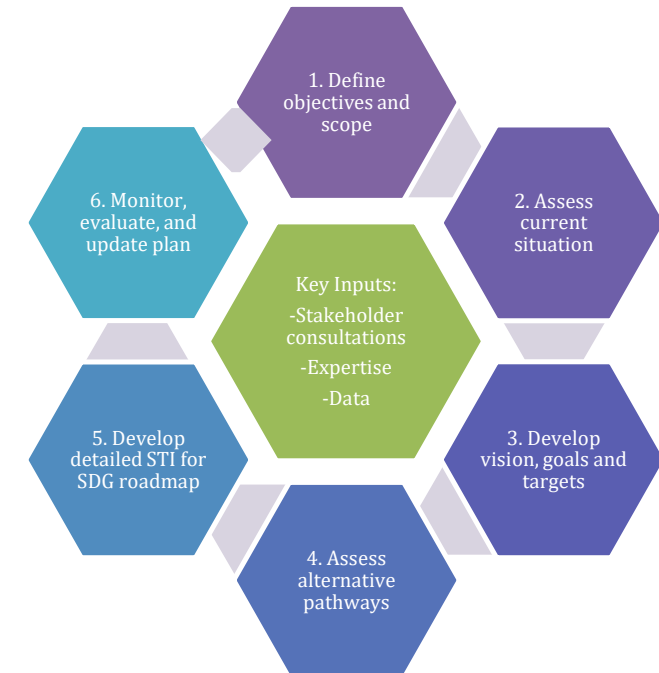 1. Define
objectives and
scope
2. Assess
current
situation
3. Develop
vision, goals and
targets
4. Assess
alternative
pathways
5. Develop
detailed STI for
SDG roadmap
6. Monitor,
evaluate, and
update plan
Key Inputs:
-Stakeholder
consultations
-Expertise
-Data